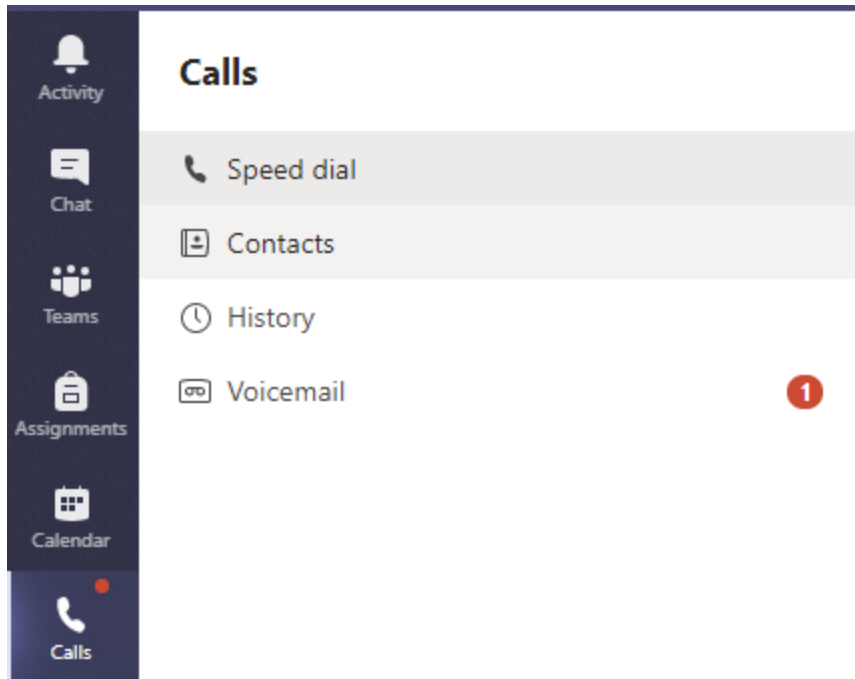 Activity
Chat
Teams
Assignments
Calendar
Calls
Calls
Speed dial
Contacts
History
Voicemail
1